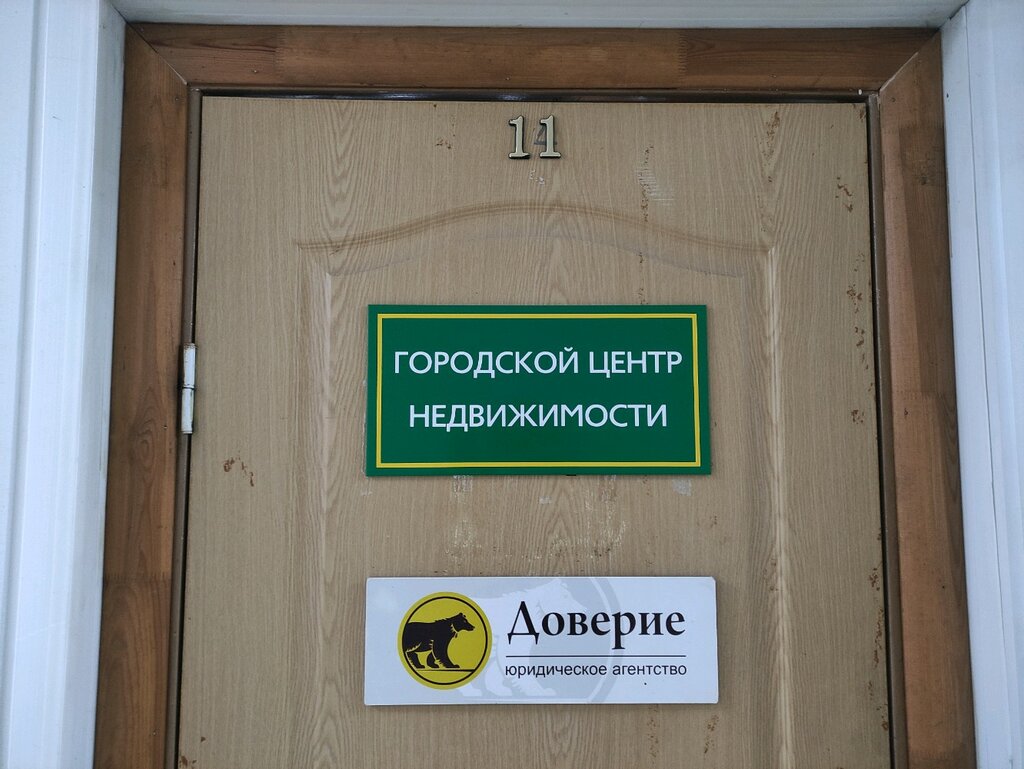 11
ГОРОДСКОЙ ЦЕНТР
НЕДВИЖИМОСТИ
Доверие
юридическое агентство